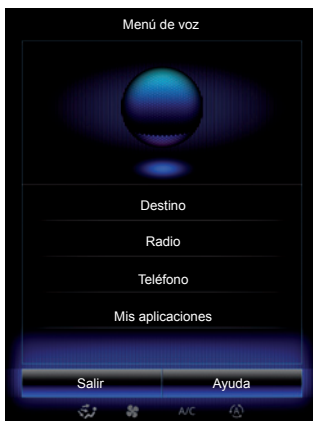 Menú de voz
Destino
Radio
Teléfono
Mis aplicaciones
Salir Ayuda
A/C A